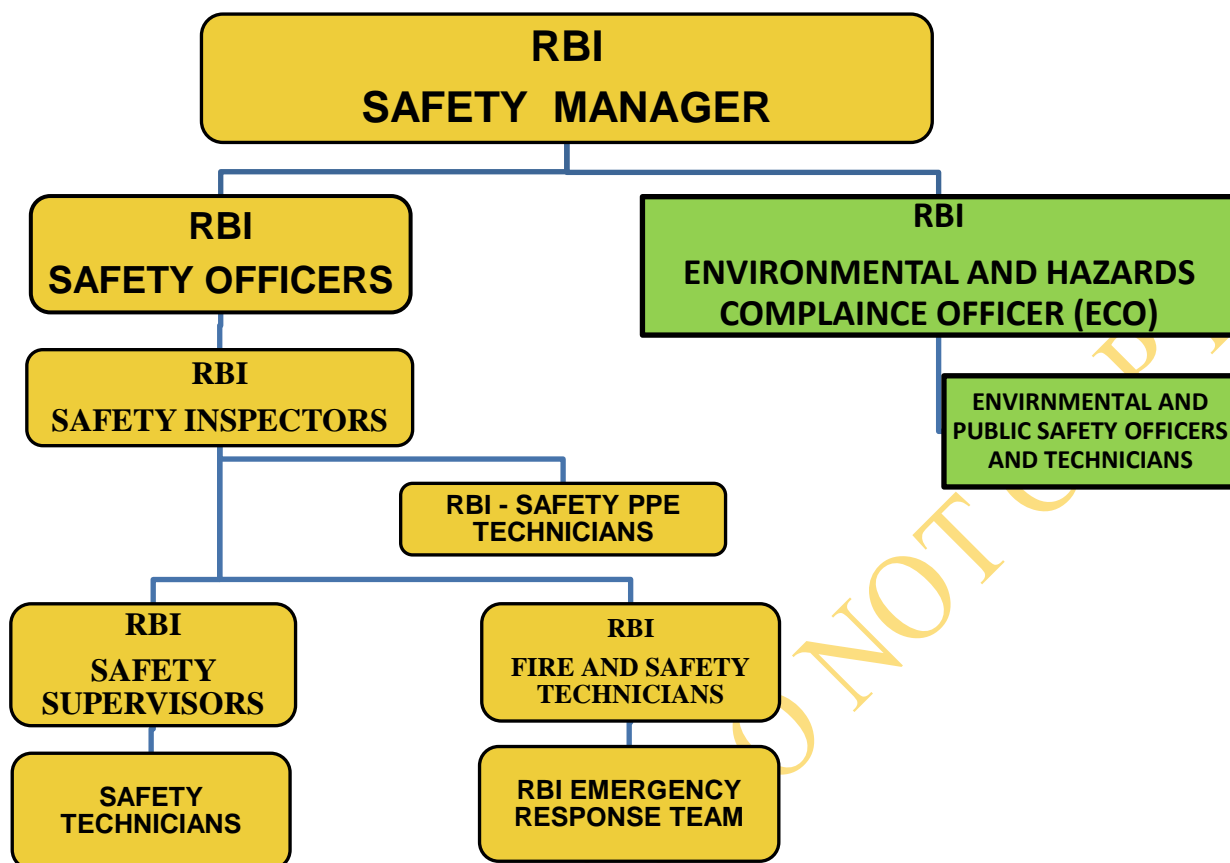 RBI
SAFETY MANAGER
RBI
SAFETY OFFICERS
RBI
ENVIRONMENTAL AND HAZARDS
COMPLAINCE OFFICER (ECO)
RBI
SAFETY INSPECTORS
ENVIRNMENTAL AND
PUBLIC SAFETY OFFICERS
AND TECHNICIANS
RBI - SAFETY PPE
TECHNICIANS
RBI
SAFETY
SUPERVISORS
RBI
FIRE AND SAFETY
TECHNICIANS
SAFETY
TECHNICIANS
RBI EMERGENCY
RESPONSE TEAM
O NOT C